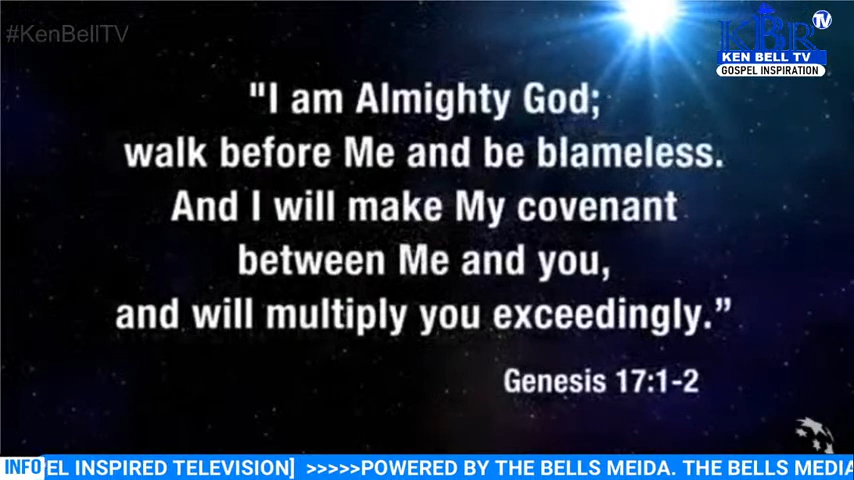 #KenBellTV
KBR TV
KEN BELL TV
GOSPEL INSPIRATION
"I am Almighty God;
walk before Me and be blameless.
And I will make My covenant
between Me and you,
and will multiply you exceedingly.”
Genesis 17:1-2
INFO EL INSPIRED TELEVISION] >>>>>POWERED BY THE BELLS MEIDA. THE BELLS MEDIA